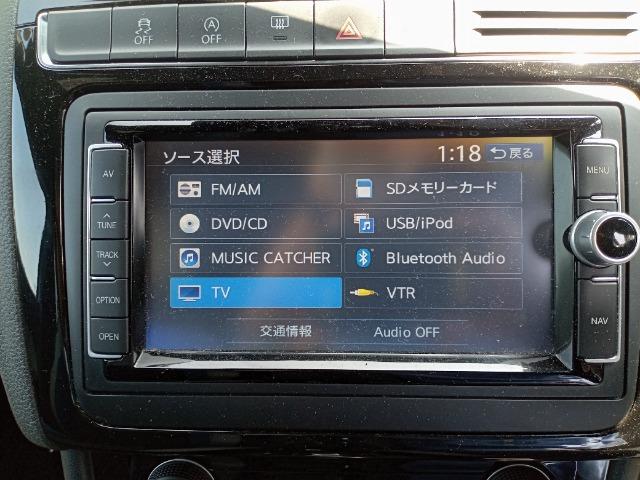 OFF
A
OFF
ソース選択
1:18
戻る
FM/AM
SDメモリーカード
DVD/CD
USB/iPod
MUSIC CATCHER
Bluetooth Audio
TV
VTR
交通情報
Audio OFF
AV
TUNE
TRACK
OPTION
OPEN
MENU
NAV